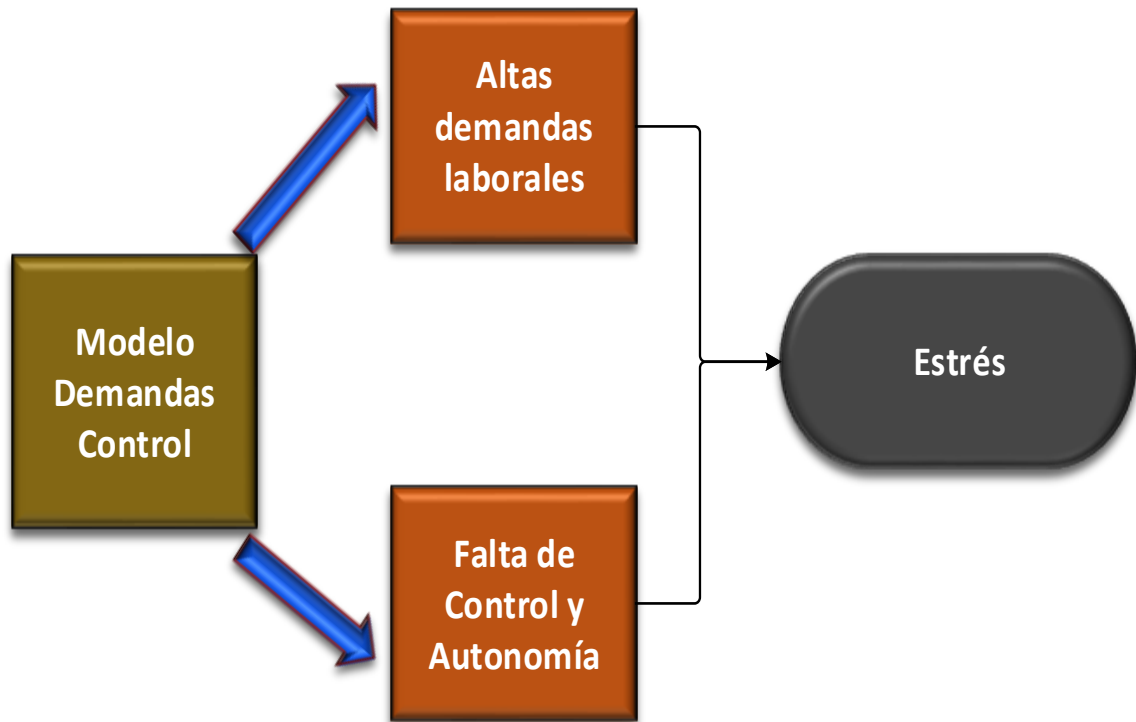 Altas
demandas
laborales
Modelo
Demandas
Control
Estrés
Falta de
Control y
Autonomía